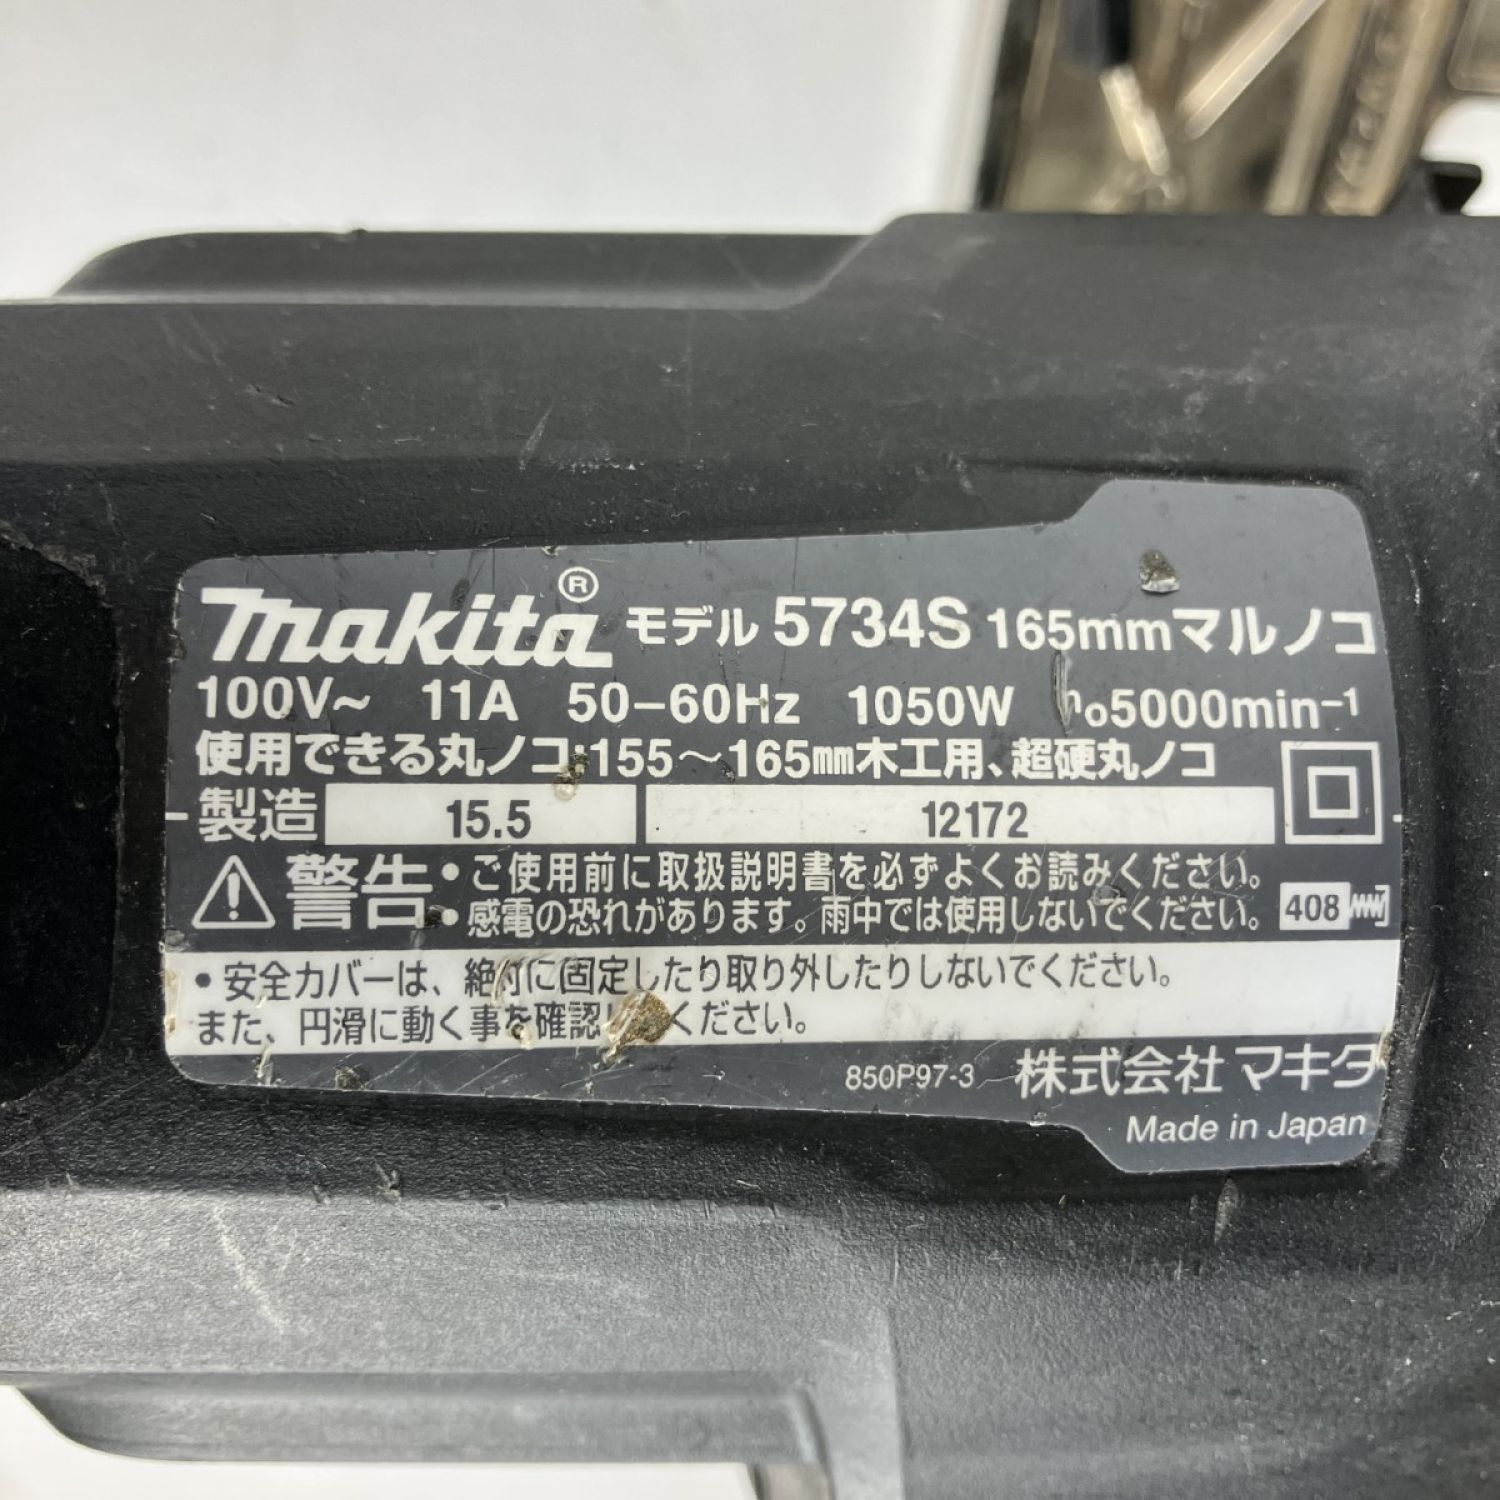 makita® モデル 5734S 165mmマルノコ
100V～ 11A 50-60Hz 1050W n₀5000min⁻¹
使用できる丸ノコ:155～165㎜木工用、超硬丸ノコ
製造 15.5 12172
警告・ご使用前に取扱説明書を必ずよくお読みください。
・感電の恐れがあります。雨中では使用しないでください。 408
・安全カバーは、絶対に固定したり取り外したりしないでください。
また、円滑に動く事を確認してください。
850P97-3 株式会社マキタ
Made in Japan